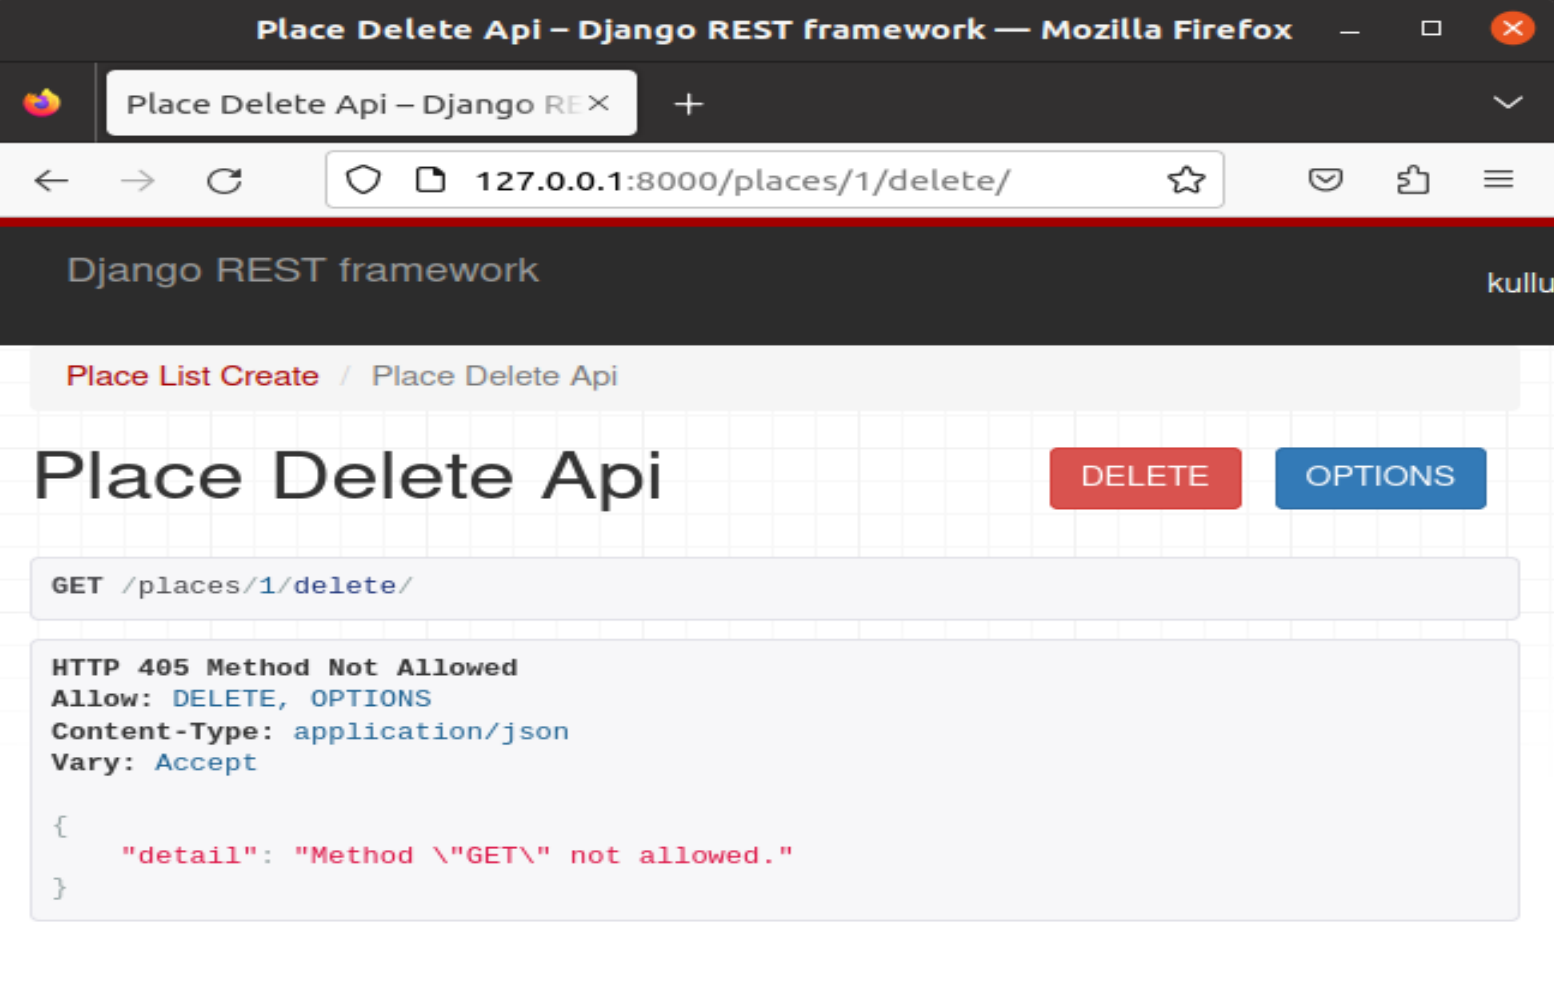 Place Delete Api – Django REST framework — Mozilla Firefox
Place Delete Api – Django RE
127.0.0.1:8000/places/1/delete/
Django REST framework
kullu
Place List Create / Place Delete Api
Place Delete Api
DELETE
OPTIONS
GET /places/1/delete/
HTTP 405 Method Not Allowed
Allow: DELETE, OPTIONS
Content-Type: application/json
Vary: Accept
{
"detail": "Method \"GET\" not allowed."
}